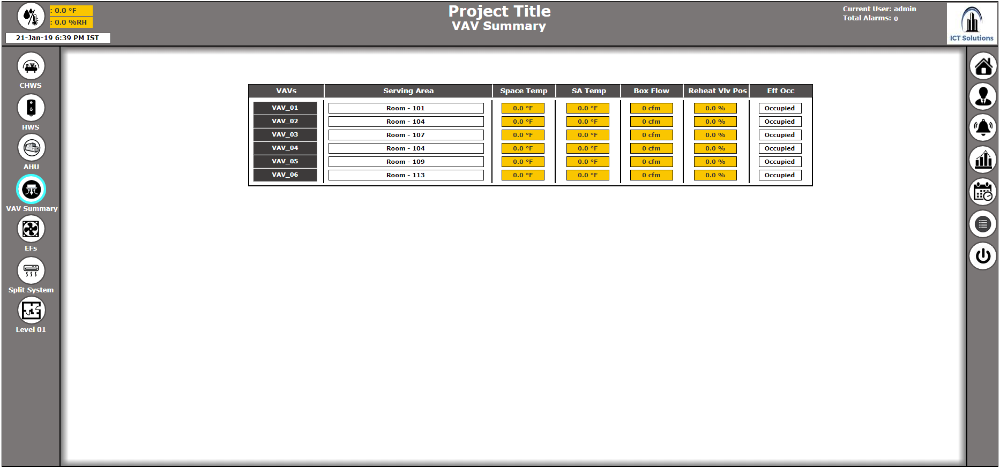 : 0.0 °F
: 0.0 %RH
21-Jan-19 6:39 PM IST
Project Title
VAV Summary
Current User: admin
Total Alarms: 0
ICT Solutions
CHWS
HWS
AHU
VAV Summary
EFs
Split System
Level 01
VAVs Serving Area Space Temp SA Temp Box Flow Reheat Vlv Pos Eff Occ
VAV_01 Room - 101 0.0 °F 0.0 °F 0 cfm 0.0 % Occupied
VAV_02 Room - 104 0.0 °F 0.0 °F 0 cfm 0.0 % Occupied
VAV_03 Room - 107 0.0 °F 0.0 °F 0 cfm 0.0 % Occupied
VAV_04 Room - 104 0.0 °F 0.0 °F 0 cfm 0.0 % Occupied
VAV_05 Room - 109 0.0 °F 0.0 °F 0 cfm 0.0 % Occupied
VAV_06 Room - 113 0.0 °F 0.0 °F 0 cfm 0.0 % Occupied